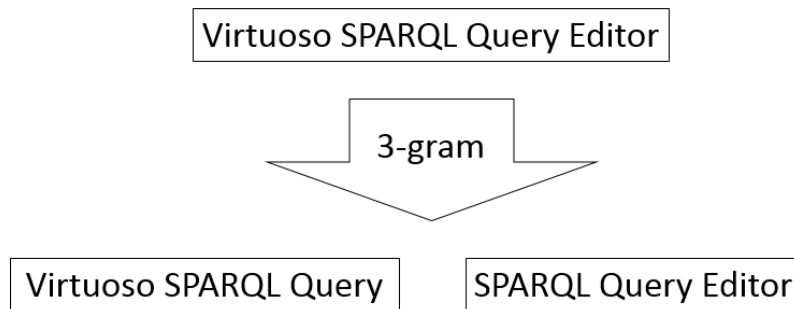 Virtuoso SPARQL Query Editor
3-gram
Virtuoso SPARQL Query
SPARQL Query Editor